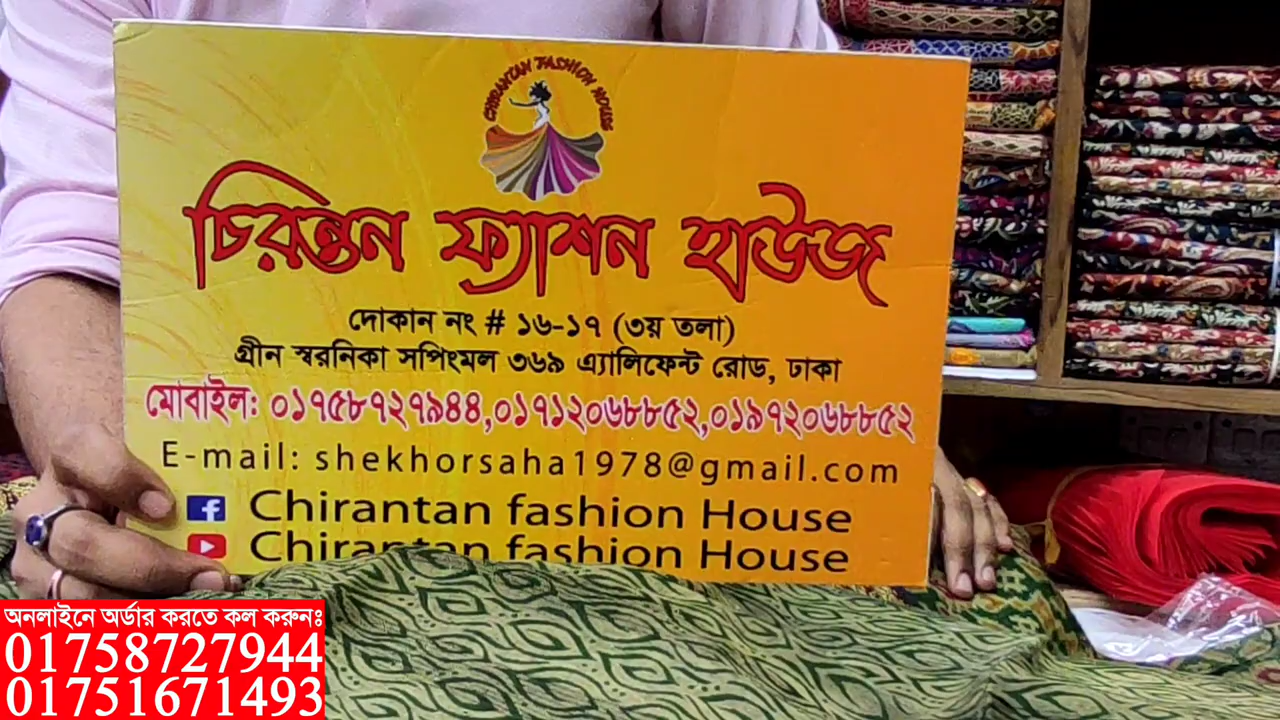 CHIRANTAN FASHION HOUSE
চিরন্তন ফ্যাশন হাউজ
দোকান নং # ১৬-১৭ (৩য় তলা)
গ্রীন স্বরনিকা সপিংমল ৩৬৯ এ্যালিফেন্ট রোড, ঢাকা
মোবাইল: ০১৭৫৮৭২৭৯৪৪,০১৭১২০৬৮৮৫২,০১৯৭২০৬৮৮৫২
E-mail: shekhorsaha1978@gmail.com
Chirantan fashion House
Chirantan fashion House
অনলাইনে অর্ডার করতে কল করুনঃ
01758727944
01751671493